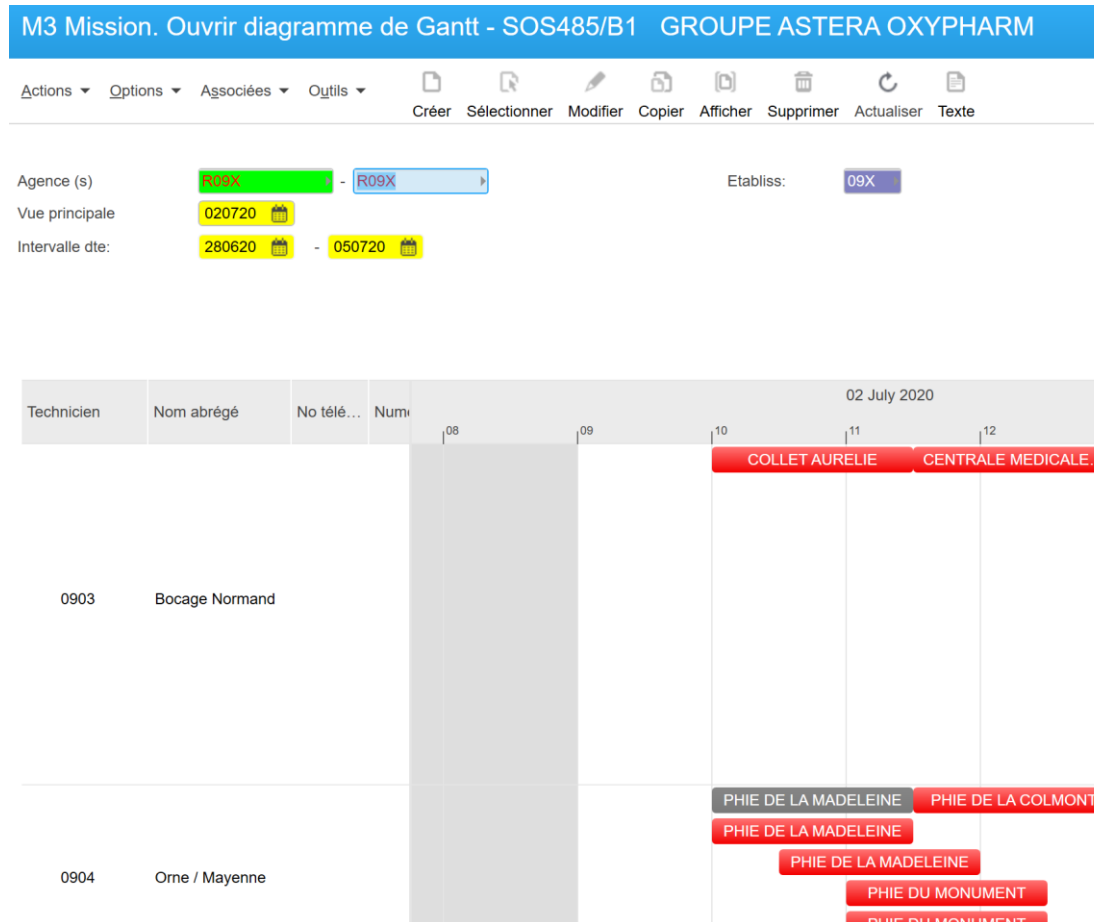 M3 Mission. Ouvrir diagramme de Gantt - SOS485/B1 GROUPE ASTERA OXYPHARM
Actions Options Associées Outils
Créer Sélectionner Modifier Copier Afficher Supprimer Actualiser Texte
Agence (s) R09X - R09X Etabliss: 09X
Vue principale 020720
Intervalle dte: 280620 - 050720
02 July 2020
Technicien Nom abrégé No télé… Num
08 09 10 11 12
COLLET AURELIE CENTRALE MEDICALE.
0903 Bocage Normand
PHIE DE LA MADELEINE PHIE DE LA COLMONT
PHIE DE LA MADELEINE
PHIE DE LA MADELEINE
0904 Orne / Mayenne
PHIE DU MONUMENT
PHIE DU MONUMENT